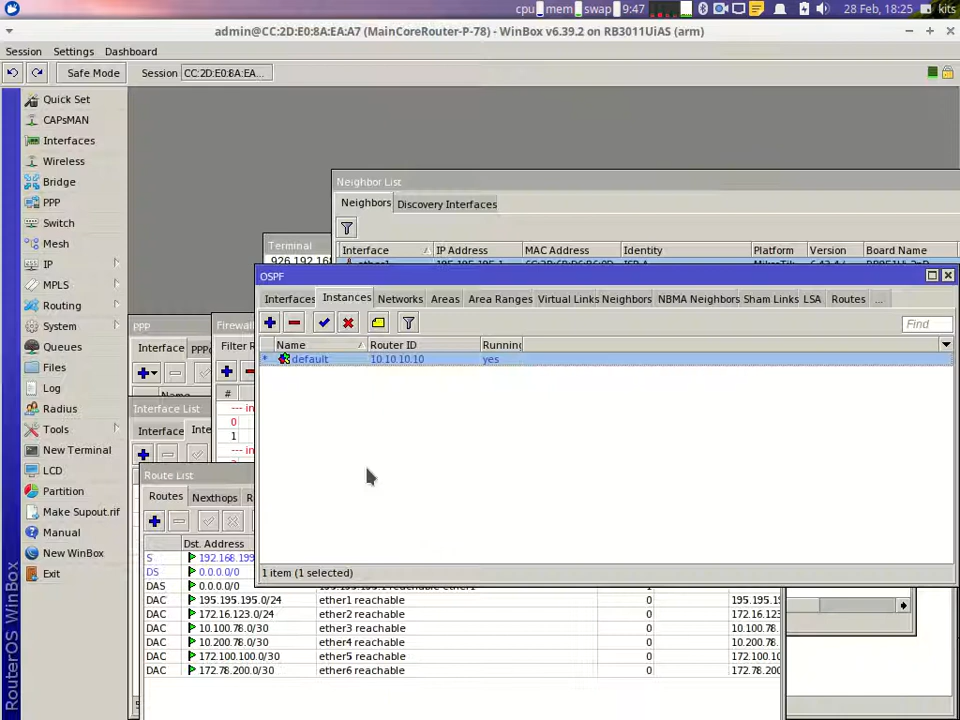 cpu mem swap 9:47 28 Feb, 18:25 kits
admin@CC:2D:E0:8A:EA:A7 (MainCoreRouter-P-78) - WinBox v6.39.2 on RB3011UiAS (arm)
Session Settings Dashboard
Safe Mode Session CC:2D:E0:8A:EA...
Quick Set
CAPsMAN
Interfaces
Wireless
Bridge
PPP
Switch
Mesh
IP
MPLS
Routing
System
Queues
Files
Log
Radius
Tools
New Terminal
LCD
Partition
Make Supout.rif
Manual
New WinBox
Exit
RouterOS WinBox
Neighbor List
Neighbors Discovery Interfaces
Interface IP Address MAC Address Identity Platform Version Board Name
Terminal
OSPF
Interfaces Instances Networks Areas Area Ranges Virtual Links Neighbors NBMA Neighbors Sham Links LSA Routes ...
Find
Name Router ID Running
* default 10.10.10.10 yes
1 item (1 selected)
PPP
Interface PPPo
Name
Firewal
Filter R
#
--- in
0
1
--- in
Interface List
Interface Inte
Route List
Routes Nexthops R
Dst. Address
S 192.168.199
DS 0.0.0.0/0
DAS 0.0.0.0/0
DAC 195.195.195.0/24 ether1 reachable 0 195.195.19
DAC 172.16.123.0/24 ether2 reachable 0 172.16.12
DAC 10.100.78.0/30 ether3 reachable 0 10.100.78.
DAC 10.200.78.0/30 ether4 reachable 0 10.200.78.
DAC 172.100.100.0/30 ether5 reachable 0 172.100.10
DAC 172.78.200.0/30 ether6 reachable 0 172.78.20